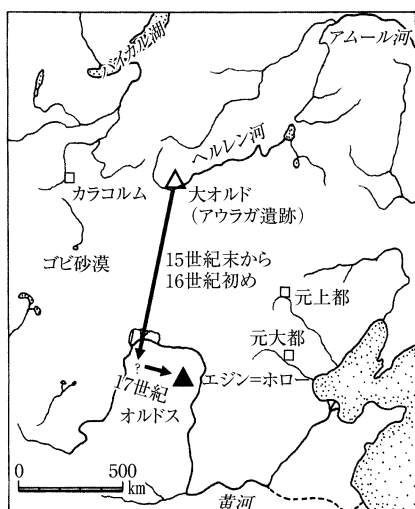 バイカル湖
アムール河
ヘルレン河
カラコルム
大オルド
(アウラガ遺跡)
ゴビ砂漠
15世紀末から
16世紀初め
元上都
元大都
?
エジン=ホロー
17世紀
オルドス
0
500
km
黄河